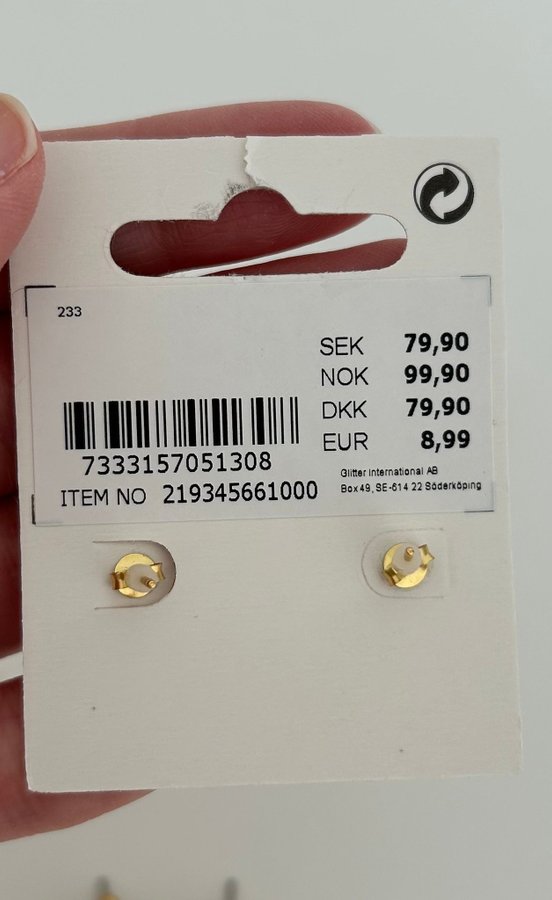 233
SEK 79,90
NOK 99,90
DKK 79,90
EUR 8,99
7333157051308
ITEM NO 219345661000
Glitter International AB
Box 49, SE-614 22 Söderköping